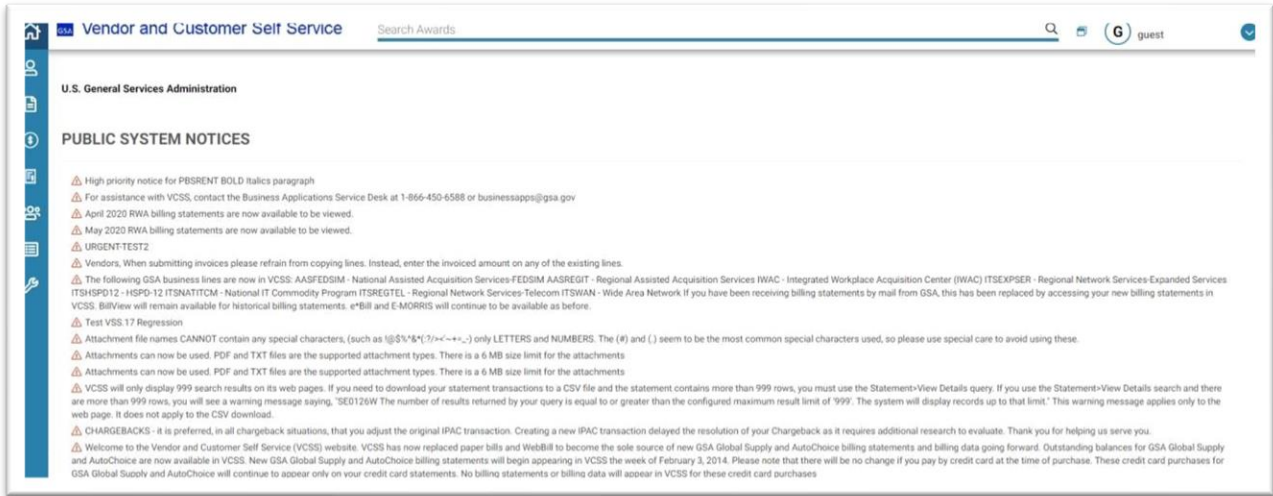 GSA Vendor and Customer Self Service
Search Awards
G guest
U.S. General Services Administration
PUBLIC SYSTEM NOTICES
High priority notice for PBSRENT BOLD Italics paragraph
For assistance with VCSS, contact the Business Applications Service Desk at 1-866-450-6588 or businessapps@gsa.gov
April 2020 RWA billing statements are now available to be viewed.
May 2020 RWA billing statements are now available to be viewed.
URGENT-TEST2
Vendors, When submitting invoices please refrain from copying lines. Instead, enter the invoiced amount on any of the existing lines.
The following GSA business lines are now in VCSS: AASFEDSIM - National Assisted Acquisition Services-FEDSIM AASREGIT - Regional Assisted Acquisition Services IWAC - Integrated Workplace Acquisition Center (IWAC) ITSEXPSER - Regional Network Services-Expanded Services
ITSHSPD12 - HSPD-12 ITSNATITCM - National IT Commodity Program ITSREGTEL - Regional Network Services-Telecom ITSWAN - Wide Area Network If you have been receiving billing statements by mail from GSA, this has been replaced by accessing your new billing statements in
VCSS. BillView will remain available for historical billing statements. e*Bill and E-MORRIS will continue to be available as before.
Test VSS.17 Regression
Attachment file names CANNOT contain any special characters, (such as !@$%^&*(:?/><'~+=_-) only LETTERS and NUMBERS. The (#) and (.) seem to be the most common special characters used, so please use special care to avoid using these.
Attachments can now be used. PDF and TXT files are the supported attachment types. There is a 6 MB size limit for the attachments
Attachments can now be used. PDF and TXT files are the supported attachment types. There is a 6 MB size limit for the attachments
VCSS will only display 999 search results on its web pages. If you need to download your statement transactions to a CSV file and the statement contains more than 999 rows, you must use the Statement>View Details query. If you use the Statement>View Details search and there
are more than 999 rows, you will see a warning message saying, "SE0126W The number of results returned by your query is equal to or greater than the configured maximum result limit of '999'. The system will display records up to that limit." This warning message applies only to the
web page. It does not apply to the CSV download.
CHARGEBACKS - it is preferred, in all chargeback situations, that you adjust the original IPAC transaction. Creating a new IPAC transaction delayed the resolution of your Chargeback as it requires additional research to evaluate. Thank you for helping us serve you.
Welcome to the Vendor and Customer Self Service (VCSS) website. VCSS has now replaced paper bills and WebBill to become the sole source of new GSA Global Supply and AutoChoice billing statements and billing data going forward. Outstanding balances for GSA Global Supply
and AutoChoice are now available in VCSS. New GSA Global Supply and AutoChoice billing statements will begin appearing in VCSS the week of February 3, 2014. Please note that there will be no change if you pay by credit card at the time of purchase. These credit card purchases for
GSA Global Supply and AutoChoice will continue to appear only on your credit card statements. No billing statements or billing data will appear in VCSS for these credit card purchases